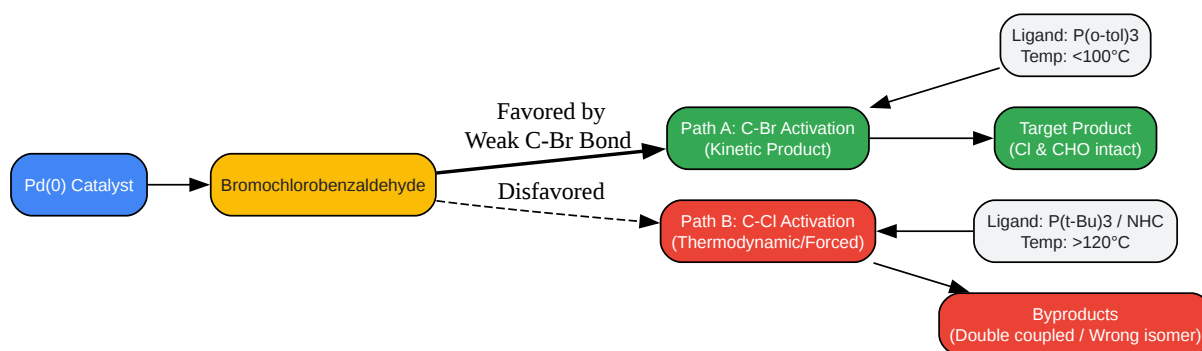 Ligand: P(o-tol)3
Temp: <100°C
Favored by
Weak C-Br Bond
Path A: C-Br Activation
(Kinetic Product)
Target Product
(Cl & CHO intact)
Pd(0) Catalyst
Bromochlorobenzaldehyde
Disfavored
Path B: C-Cl Activation
(Thermodynamic/Forced)
Ligand: P(t-Bu)3 / NHC
Temp: >120°C
Byproducts
(Double coupled / Wrong isomer)